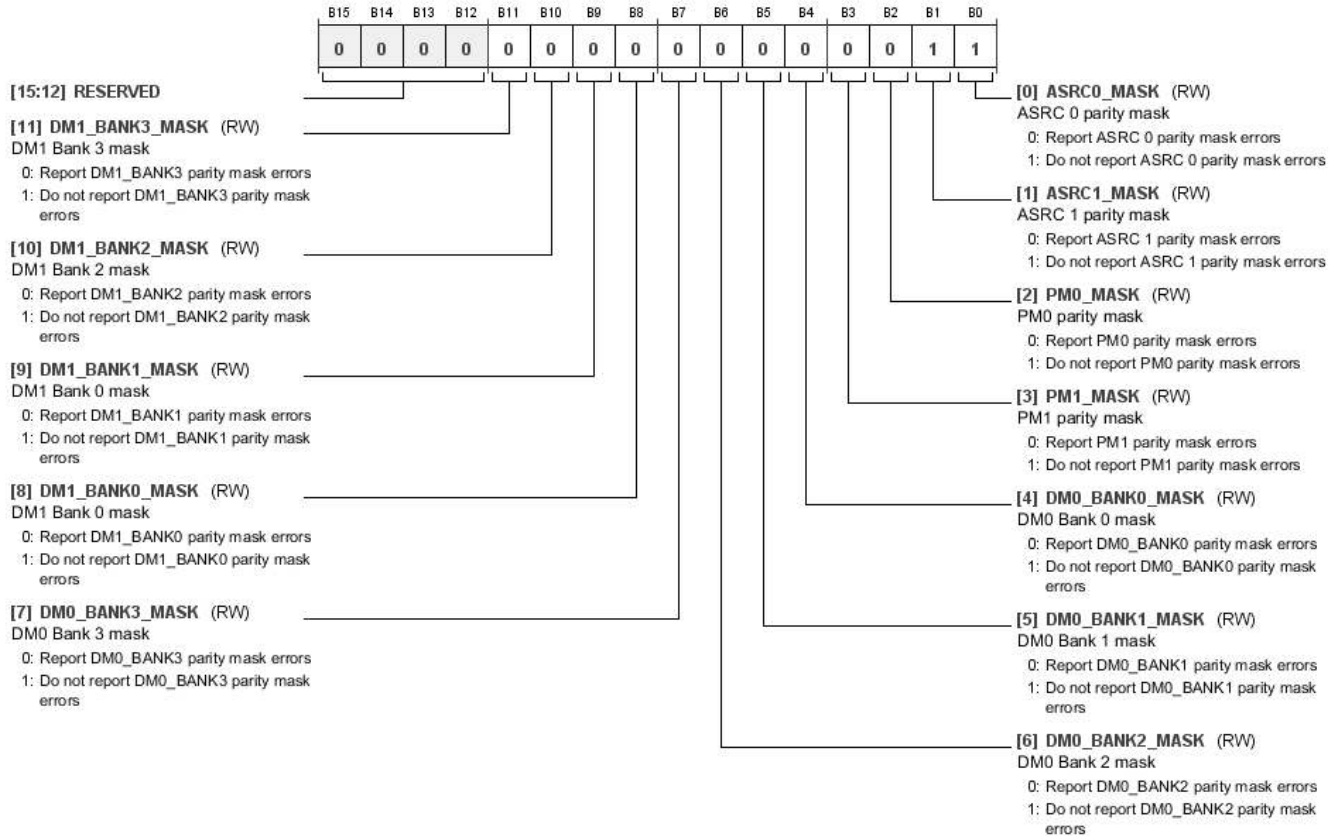 B15 B14 B13 B12 B11 B10 B9 B8 B7 B6 B5 B4 B3 B2 B1 B0
0 0 0 0 0 0 0 0 0 0 0 0 0 0 1 1
[15:12] RESERVED
[11] DM1_BANK3_MASK (RW)
DM1 Bank 3 mask
0: Report DM1_BANK3 parity mask errors
1: Do not report DM1_BANK3 parity mask
errors
[10] DM1_BANK2_MASK (RW)
DM1 Bank 2 mask
0: Report DM1_BANK2 parity mask errors
1: Do not report DM1_BANK2 parity mask
errors
[9] DM1_BANK1_MASK (RW)
DM1 Bank 0 mask
0: Report DM1_BANK1 parity mask errors
1: Do not report DM1_BANK1 parity mask
errors
[8] DM1_BANK0_MASK (RW)
DM1 Bank 0 mask
0: Report DM1_BANK0 parity mask errors
1: Do not report DM1_BANK0 parity mask
errors
[7] DM0_BANK3_MASK (RW)
DM0 Bank 3 mask
0: Report DM0_BANK3 parity mask errors
1: Do not report DM0_BANK3 parity mask
errors
[0] ASRC0_MASK (RW)
ASRC 0 parity mask
0: Report ASRC 0 parity mask errors
1: Do not report ASRC 0 parity mask errors
[1] ASRC1_MASK (RW)
ASRC 1 parity mask
0: Report ASRC 1 parity mask errors
1: Do not report ASRC 1 parity mask errors
[2] PM0_MASK (RW)
PM0 parity mask
0: Report PM0 parity mask errors
1: Do not report PM0 parity mask errors
[3] PM1_MASK (RW)
PM1 parity mask
0: Report PM1 parity mask errors
1: Do not report PM1 parity mask errors
[4] DM0_BANK0_MASK (RW)
DM0 Bank 0 mask
0: Report DM0_BANK0 parity mask errors
1: Do not report DM0_BANK0 parity mask
errors
[5] DM0_BANK1_MASK (RW)
DM0 Bank 1 mask
0: Report DM0_BANK1 parity mask errors
1: Do not report DM0_BANK1 parity mask
errors
[6] DM0_BANK2_MASK (RW)
DM0 Bank 2 mask
0: Report DM0_BANK2 parity mask errors
1: Do not report DM0_BANK2 parity mask
errors